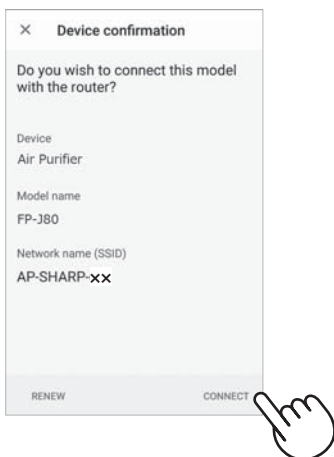 × Device confirmation
Do you wish to connect this model
with the router?
Device
Air Purifier
Model name
FP-J80
Network name (SSID)
AP-SHARP-××
RENEW CONNECT